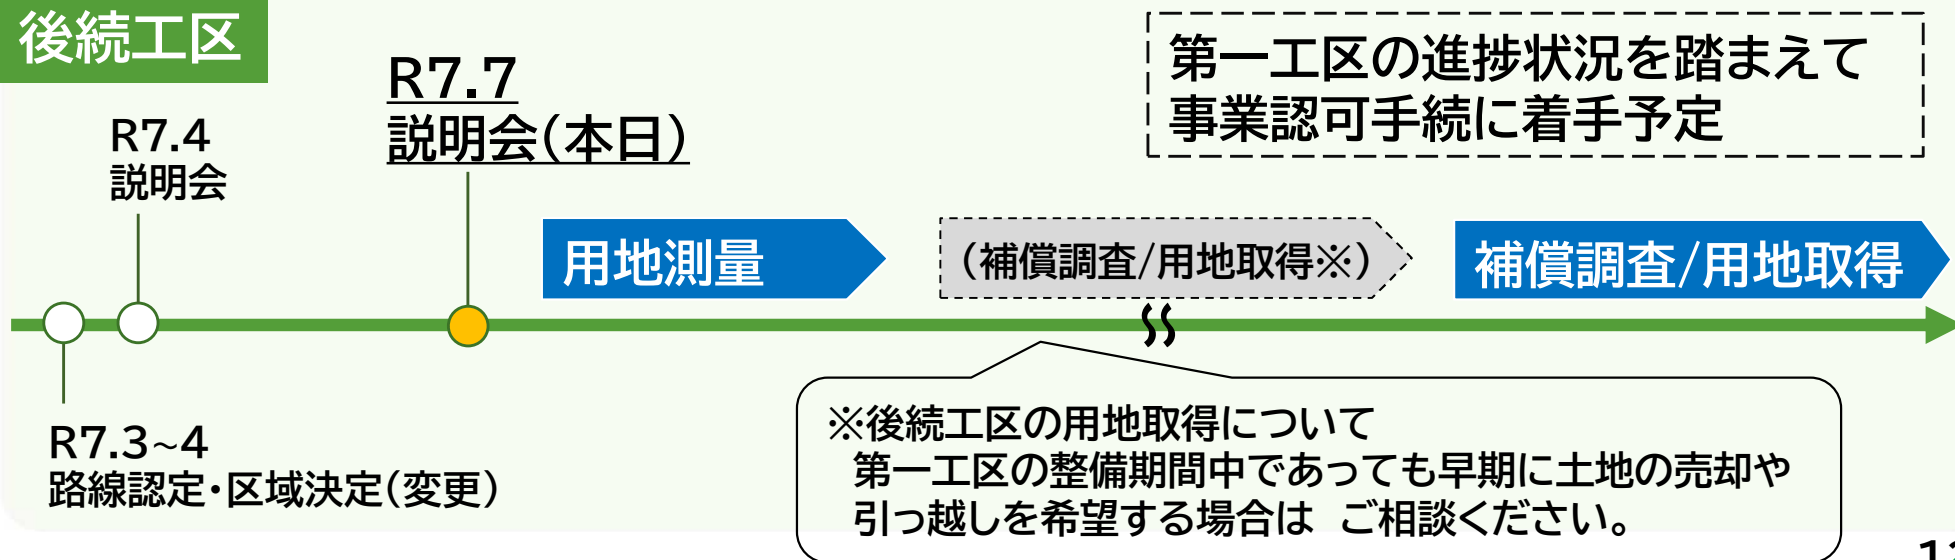 後続工区
R7.7
説明会(本日)
第一工区の進捗状況を踏まえて
事業認可手続に着手予定
R7.4
説明会
用地測量
(補償調査/用地取得※)
補償調査/用地取得
R7.3~4
路線認定・区域決定(変更)
※後続工区の用地取得について
第一工区の整備期間中であっても早期に土地の売却や
引っ越しを希望する場合は ご相談ください。